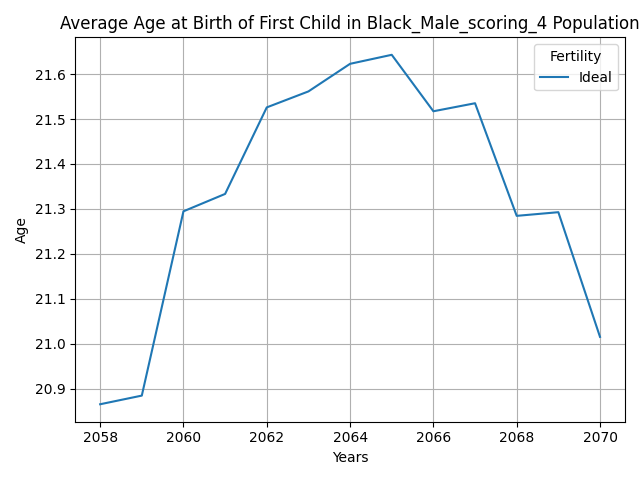 Average Age at Birth of First Child in Black_Male_scoring_4 Population
Fertility
Ideal
Age
21.6
21.5
21.4
21.3
21.2
21.1
21.0
20.9
2058 2060 2062 2064 2066 2068 2070
Years